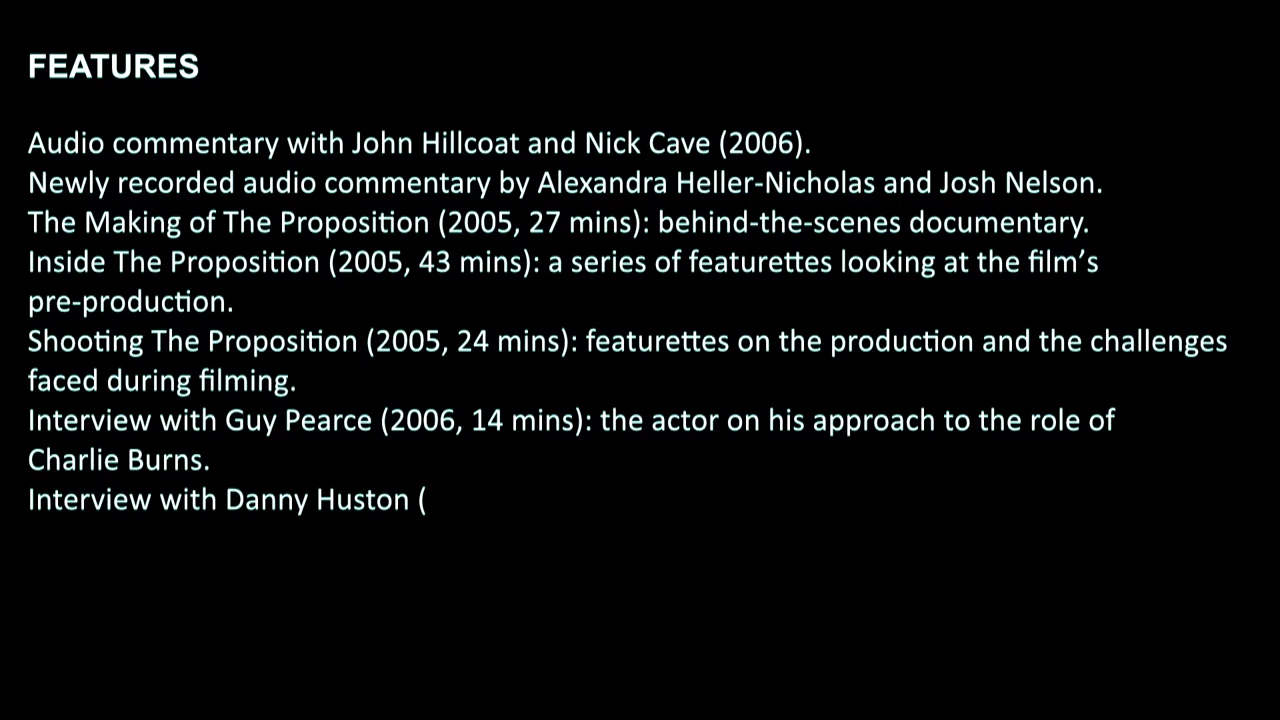 FEATURES
Audio commentary with John Hillcoat and Nick Cave (2006).
Newly recorded audio commentary by Alexandra Heller-Nicholas and Josh Nelson.
The Making of The Proposition (2005, 27 mins): behind-the-scenes documentary.
Inside The Proposition (2005, 43 mins): a series of featurettes looking at the film’s
pre-production.
Shooting The Proposition (2005, 24 mins): featurettes on the production and the challenges
faced during filming.
Interview with Guy Pearce (2006, 14 mins): the actor on his approach to the role of
Charlie Burns.
Interview with Danny Huston (